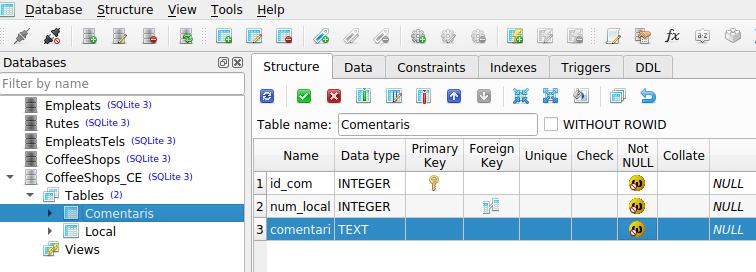 Database Structure View Tools Help
Databases
Filter by name
Empleats (SQLite 3)
Rutes (SQLite 3)
EmpleatsTels (SQLite 3)
CoffeeShops (SQLite 3)
CoffeeShops_CE (SQLite 3)
Tables (2)
Comentaris
Local
Views
Structure Data Constraints Indexes Triggers DDL
Table name: Comentaris WITHOUT ROWID
Name Data type Primary Key Foreign Key Unique Check Not NULL Collate
1 id_com INTEGER NULL
2 num_local INTEGER NULL
3 comentari TEXT NULL